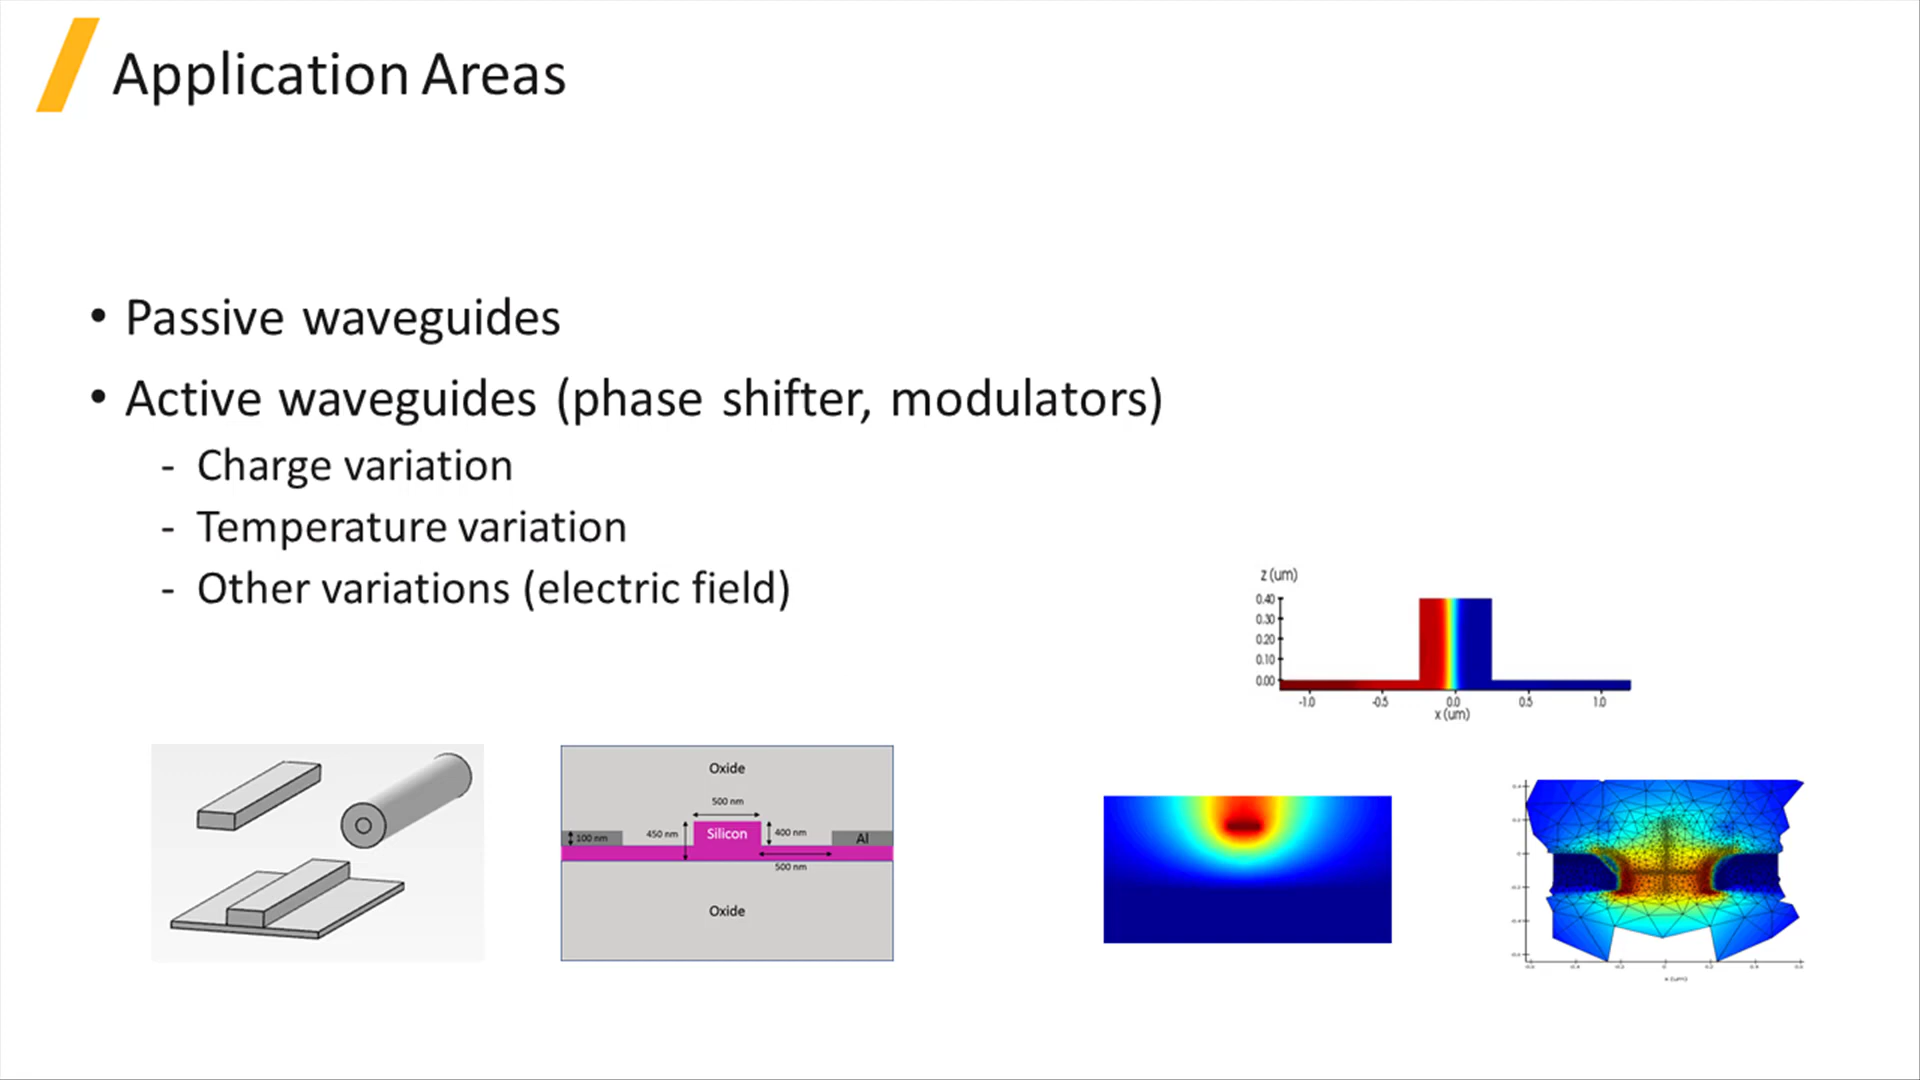 Application Areas
• Passive waveguides
• Active waveguides (phase shifter, modulators)
- Charge variation
- Temperature variation
- Other variations (electric field)
z (um)
0.40
0.30
0.20
0.10
0.00
-1.0 -0.5 0.0 0.5 1.0
x (um)
Oxide
500 nm
100 nm 450 nm Silicon 400 nm Al
500 nm
Oxide
x (um)